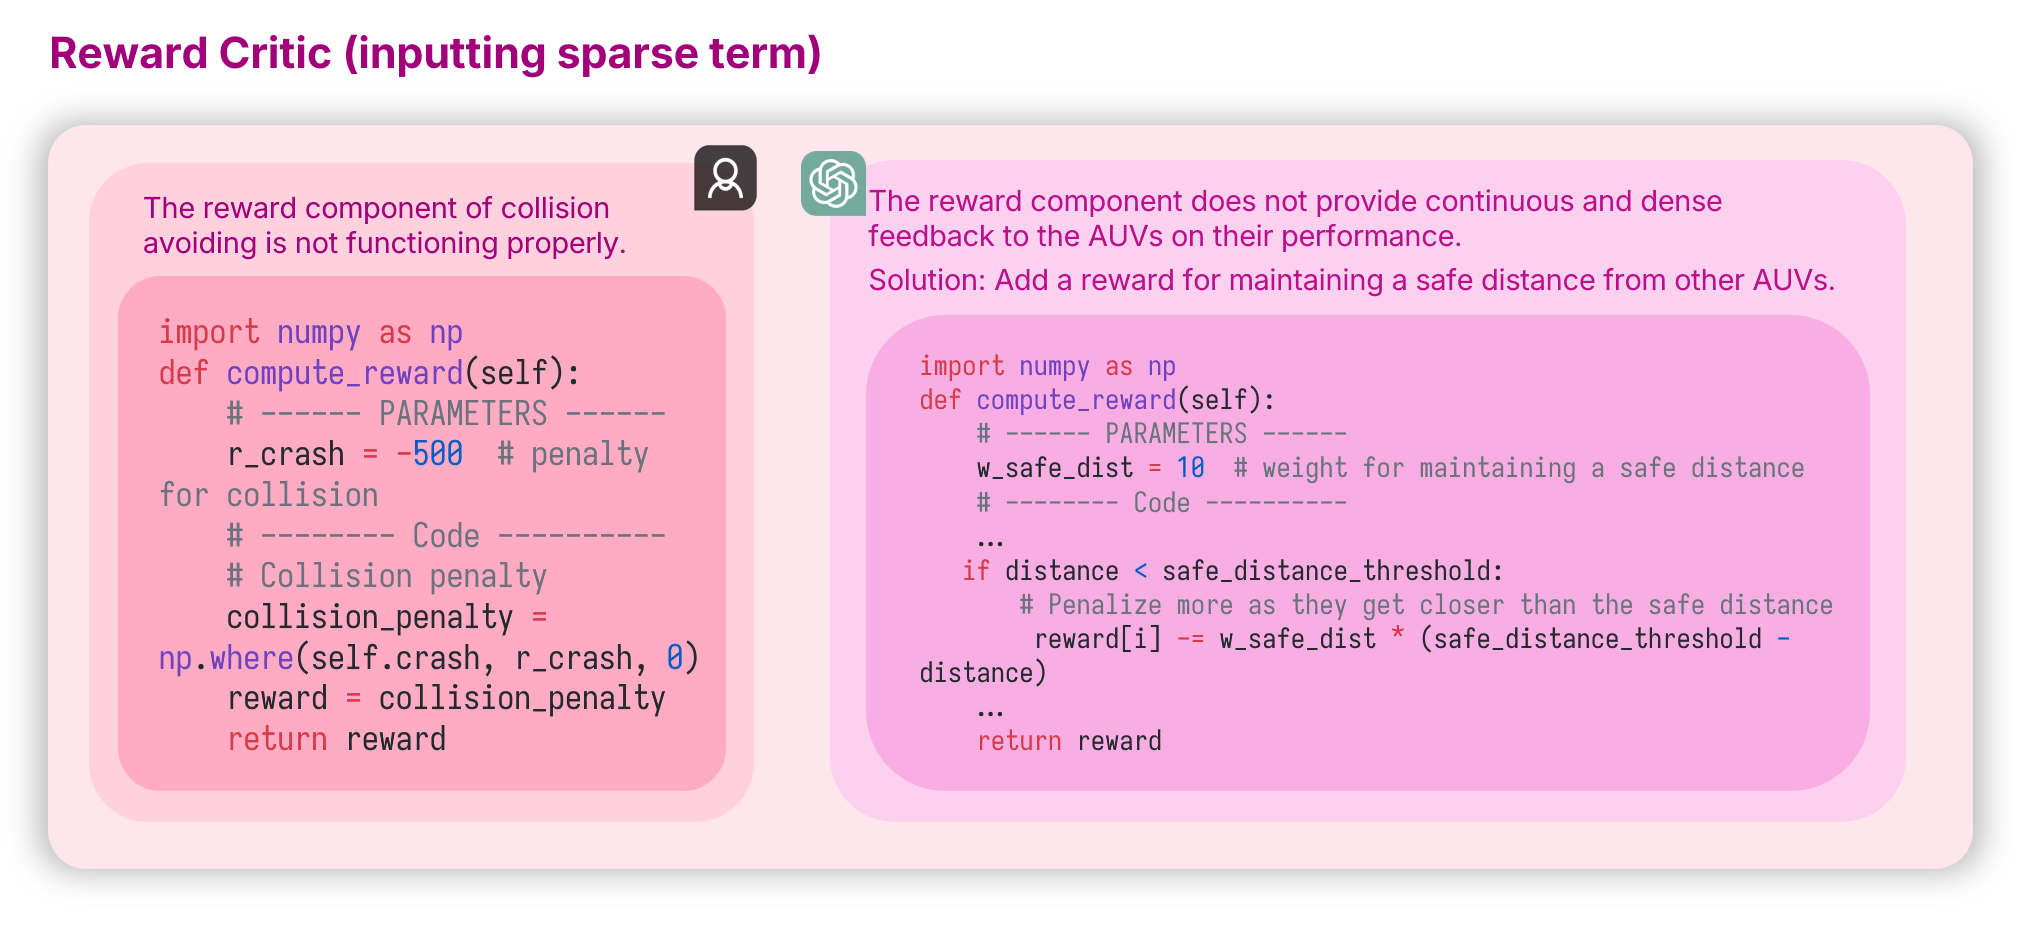 Reward Critic (inputting sparse term)
The reward component of collision
avoiding is not functioning properly.
import numpy as np
def compute_reward(self):
    # ------ PARAMETERS ------
    r_crash = -500  # penalty
for collision
    # -------- Code ----------
    # Collision penalty
    collision_penalty =
np.where(self.crash, r_crash, 0)
    reward = collision_penalty
    return reward
The reward component does not provide continuous and dense
feedback to the AUVs on their performance.
Solution: Add a reward for maintaining a safe distance from other AUVs.
import numpy as np
def compute_reward(self):
    # ------ PARAMETERS ------
    w_safe_dist = 10  # weight for maintaining a safe distance
    # -------- Code ----------
    …
   if distance < safe_distance_threshold:
       # Penalize more as they get closer than the safe distance
        reward[i] -= w_safe_dist * (safe_distance_threshold -
distance)
    …
    return reward